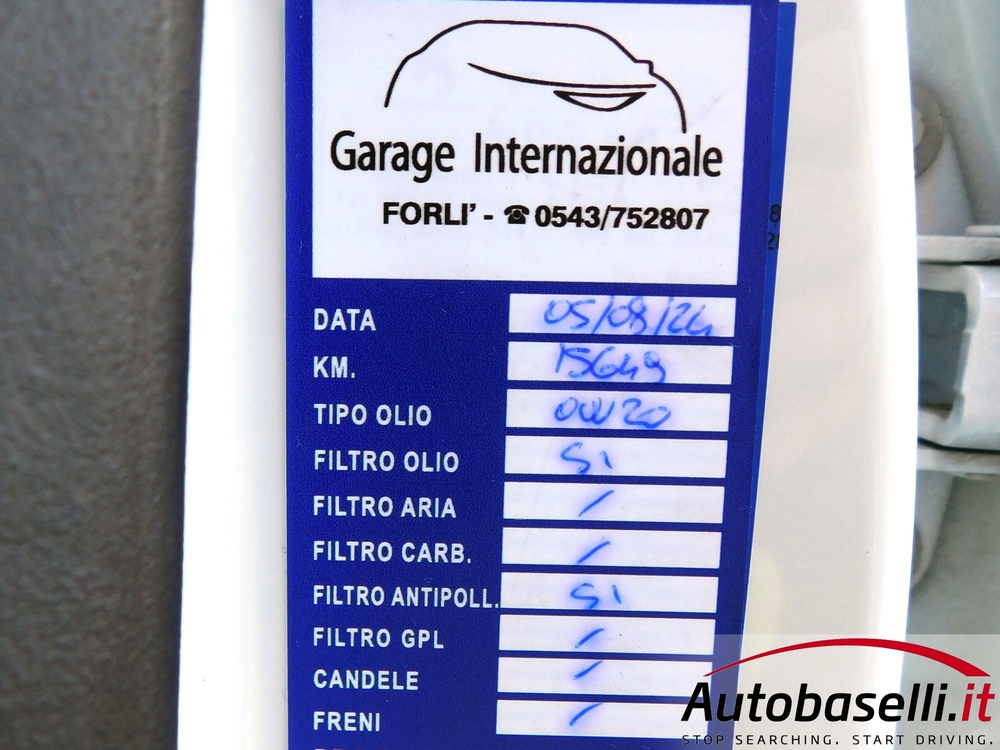 Garage Internazionale
FORLI' - ☎ 0543/752807
DATA 05/08/24
KM. 15649
TIPO OLIO 0W20
FILTRO OLIO Si
FILTRO ARIA /
FILTRO CARB. /
FILTRO ANTIPOLL. Si
FILTRO GPL /
CANDELE /
FRENI /
Autobaselli.it
STOP SEARCHING. START DRIVING.